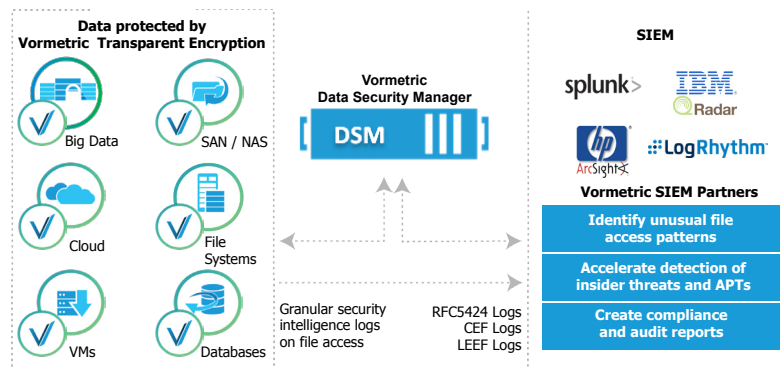 Data protected by
Vormetric Transparent Encryption
Big Data
SAN / NAS
Cloud
File
Systems
VMs
Databases
Vormetric
Data Security Manager
DSM
Granular security
intelligence logs
on file access
RFC5424 Logs
CEF Logs
LEEF Logs
SIEM
splunk>
IBM
QRadar
hp
ArcSight
LogRhythm
Vormetric SIEM Partners
Identify unusual file
access patterns
Accelerate detection of
insider threats and APTs
Create compliance
and audit reports